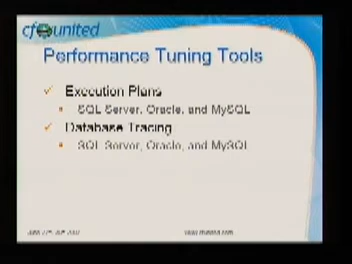 cfunited
Performance Tuning Tools
Execution Plans
SQL Server, Oracle, and MySQL
Database Tracing
SQL Server, Oracle, and MySQL